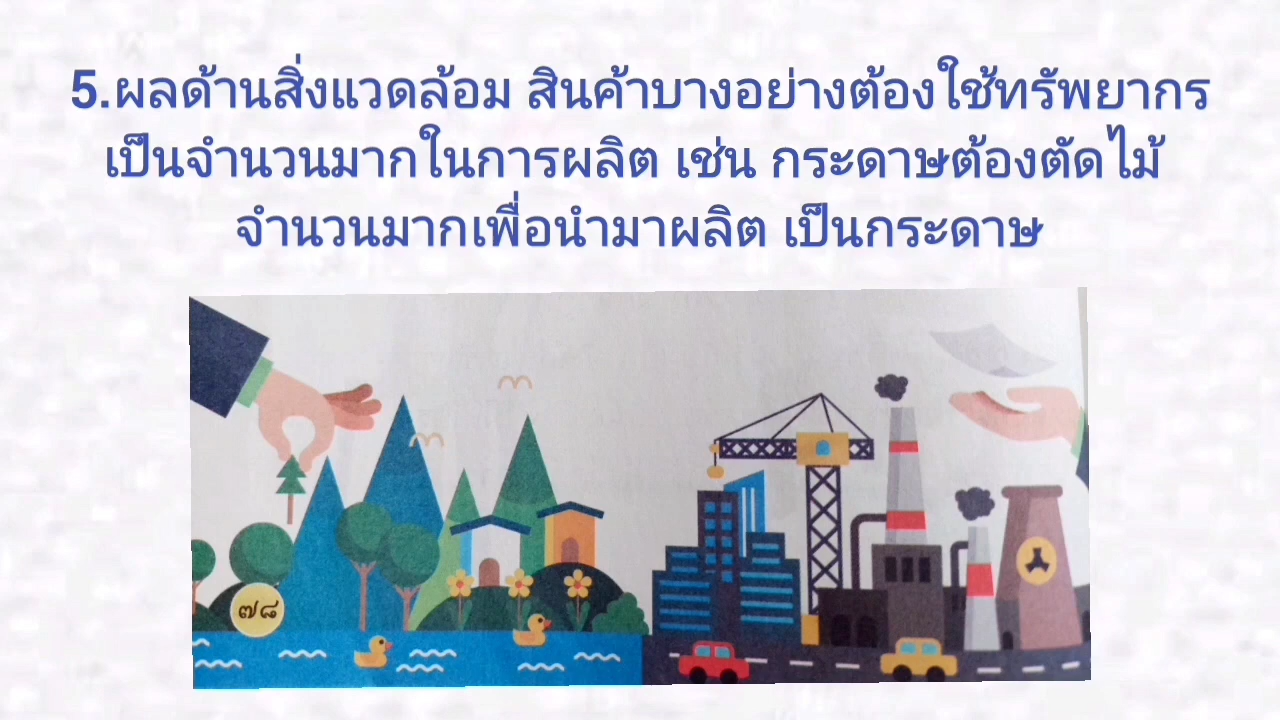 5.ผลด้านสิ่งแวดล้อม สินค้าบางอย่างต้องใช้ทรัพยากร
เป็นจำนวนมากในการผลิต เช่น กระดาษต้องตัดไม้
จำนวนมากเพื่อนำมาผลิต เป็นกระดาษ
๗๘